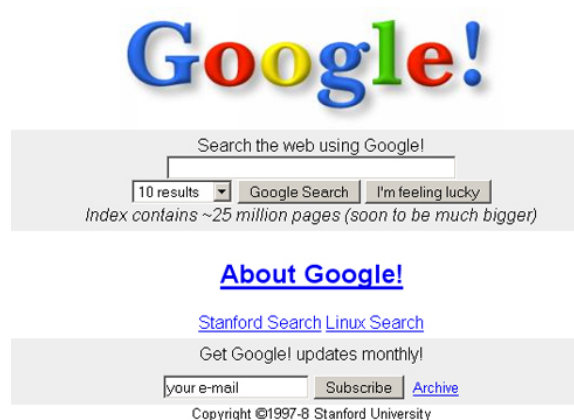 Google!
Search the web using Google!
10 results Google Search I'm feeling lucky
Index contains ~25 million pages (soon to be much bigger)
About Google!
Stanford Search Linux Search
Get Google! updates monthly!
your e-mail Subscribe Archive
Copyright ©1997-8 Stanford University